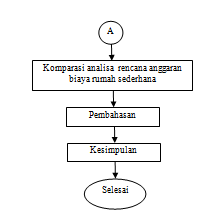 A
Komparasi analisa rencana anggaran
biaya rumah sederhana
Pembahasan
Kesimpulan
Selesai